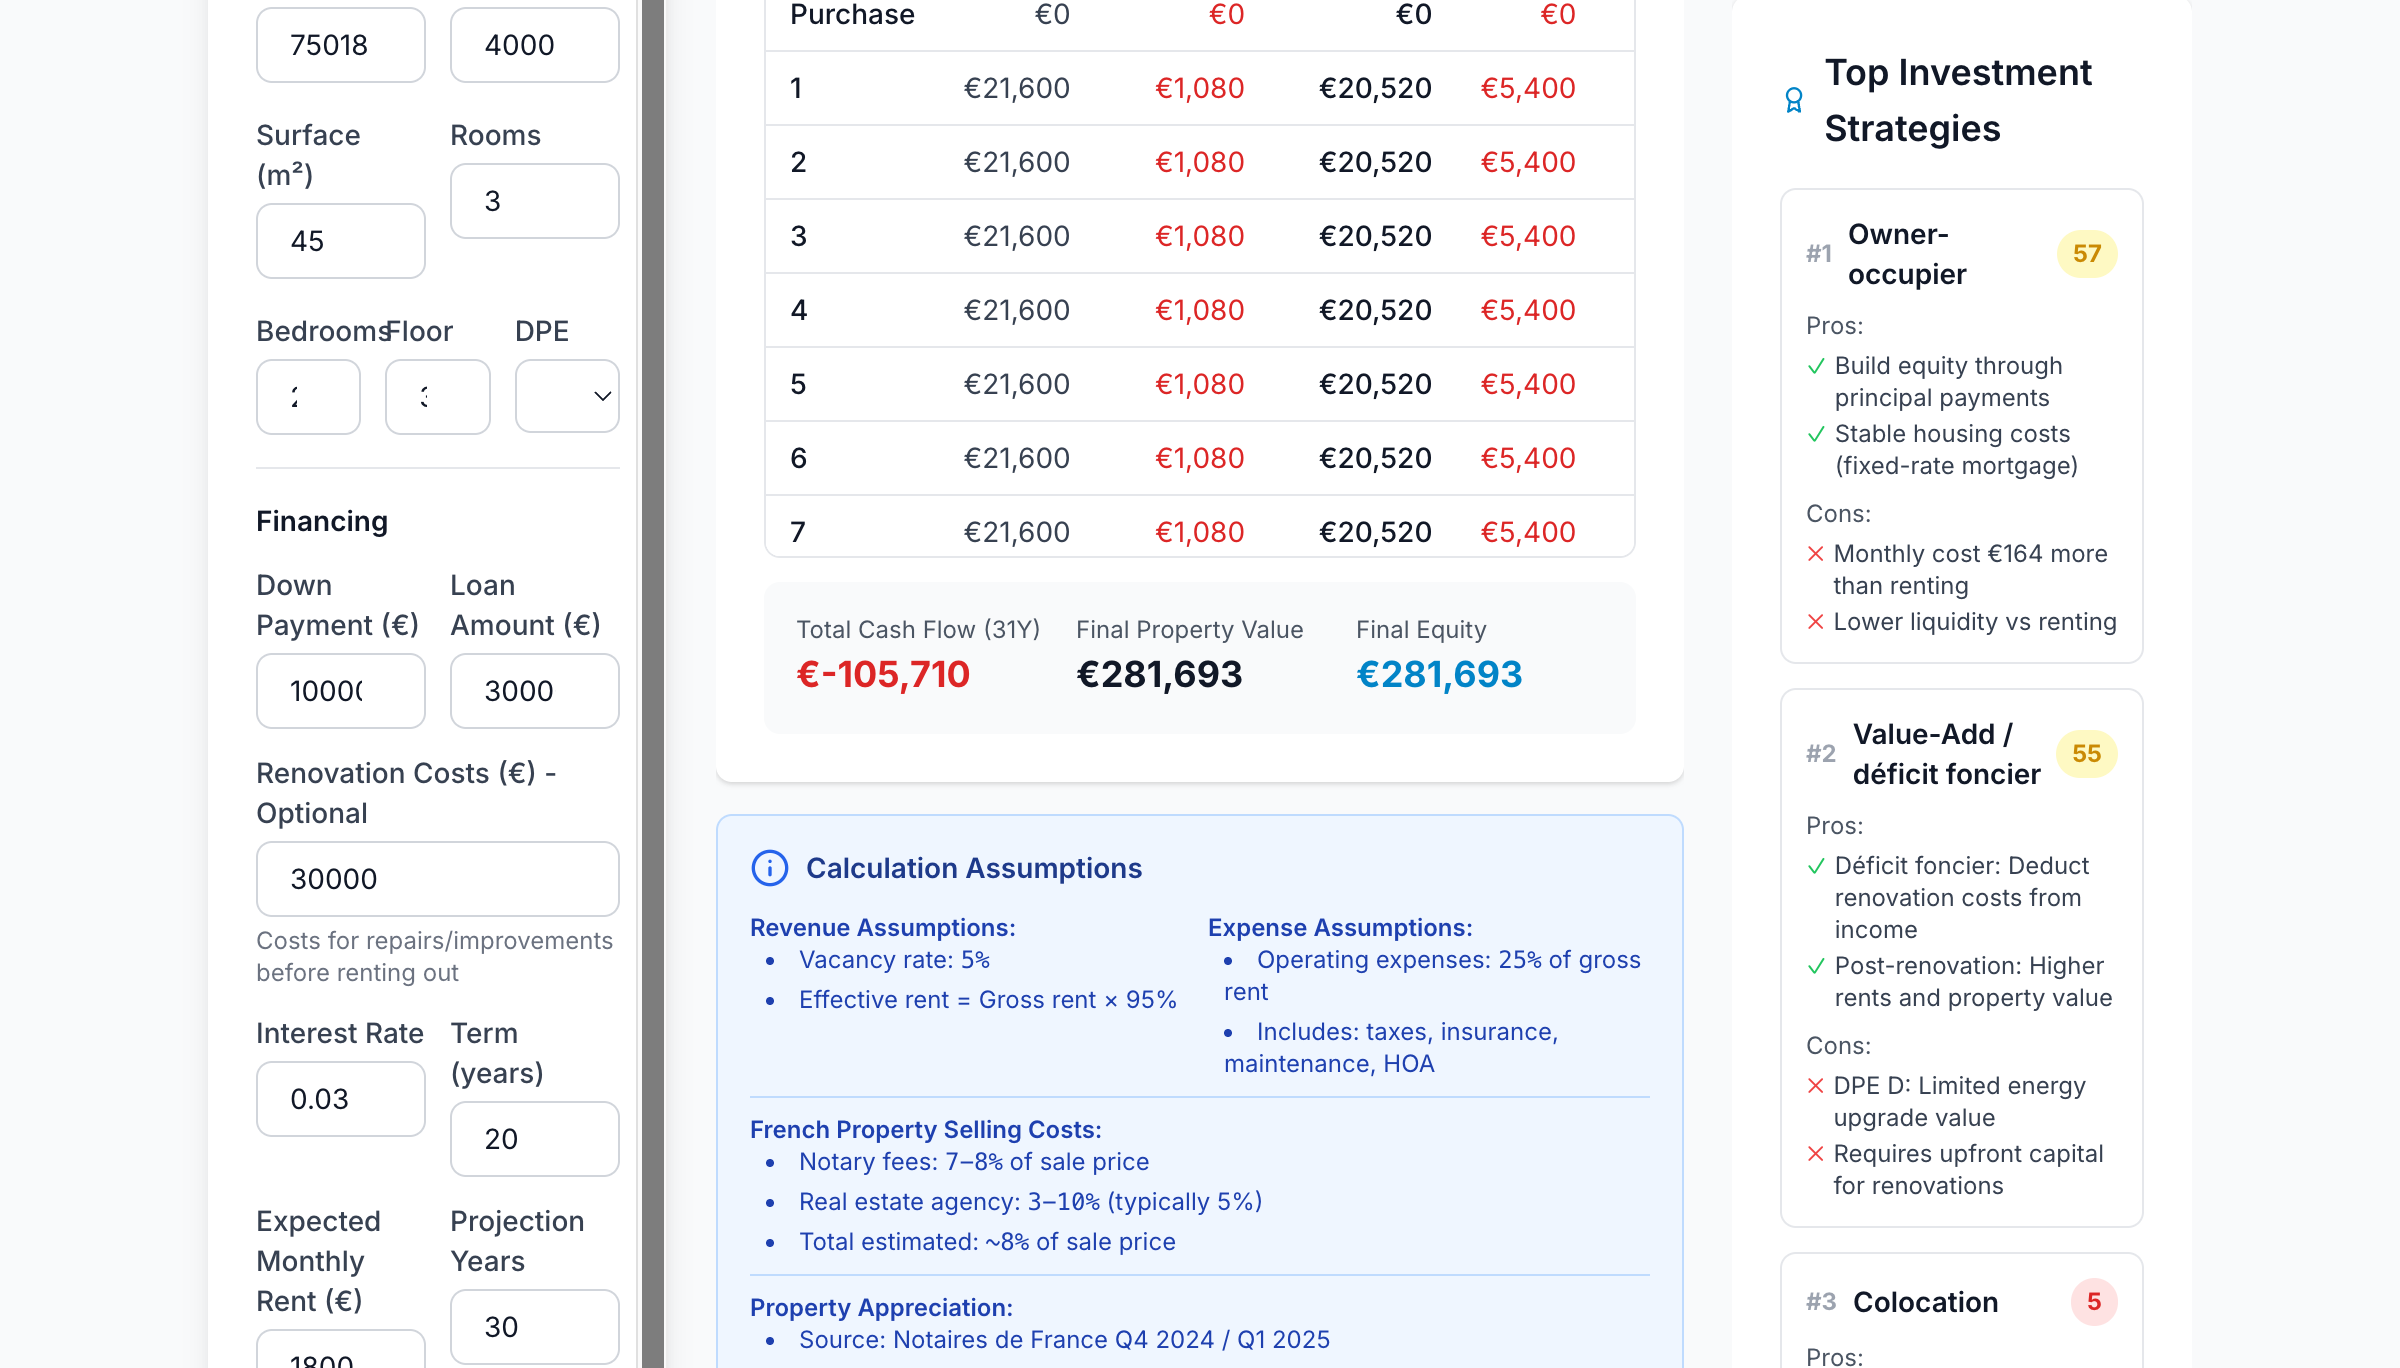 75018
4000
Surface
(m²)
Rooms
45
3
Bedrooms
Floor
DPE
Financing
Down
Payment (€)
Loan
Amount (€)
3000
Renovation Costs (€) -
Optional
30000
Costs for repairs/improvements
before renting out
Interest Rate
Term
(years)
0.03
20
Expected
Monthly
Rent (€)
Projection
Years
30
1800
Purchase €0 €0 €0 €0
1 €21,600 €1,080 €20,520 €5,400
2 €21,600 €1,080 €20,520 €5,400
3 €21,600 €1,080 €20,520 €5,400
4 €21,600 €1,080 €20,520 €5,400
5 €21,600 €1,080 €20,520 €5,400
6 €21,600 €1,080 €20,520 €5,400
7 €21,600 €1,080 €20,520 €5,400
Total Cash Flow (31Y)
€-105,710
Final Property Value
€281,693
Final Equity
€281,693
Calculation Assumptions
Revenue Assumptions:
• Vacancy rate: 5%
• Effective rent = Gross rent × 95%
Expense Assumptions:
• Operating expenses: 25% of gross
rent
• Includes: taxes, insurance,
maintenance, HOA
French Property Selling Costs:
• Notary fees: 7–8% of sale price
• Real estate agency: 3–10% (typically 5%)
• Total estimated: ~8% of sale price
Property Appreciation:
• Source: Notaires de France Q4 2024 / Q1 2025
Top Investment
Strategies
#1 Owner-
occupier
57
Pros:
Build equity through
principal payments
Stable housing costs
(fixed-rate mortgage)
Cons:
Monthly cost €164 more
than renting
Lower liquidity vs renting
#2 Value-Add /
déficit foncier
55
Pros:
Déficit foncier: Deduct
renovation costs from
income
Post-renovation: Higher
rents and property value
Cons:
DPE D: Limited energy
upgrade value
Requires upfront capital
for renovations
#3 Colocation 5
Pros: